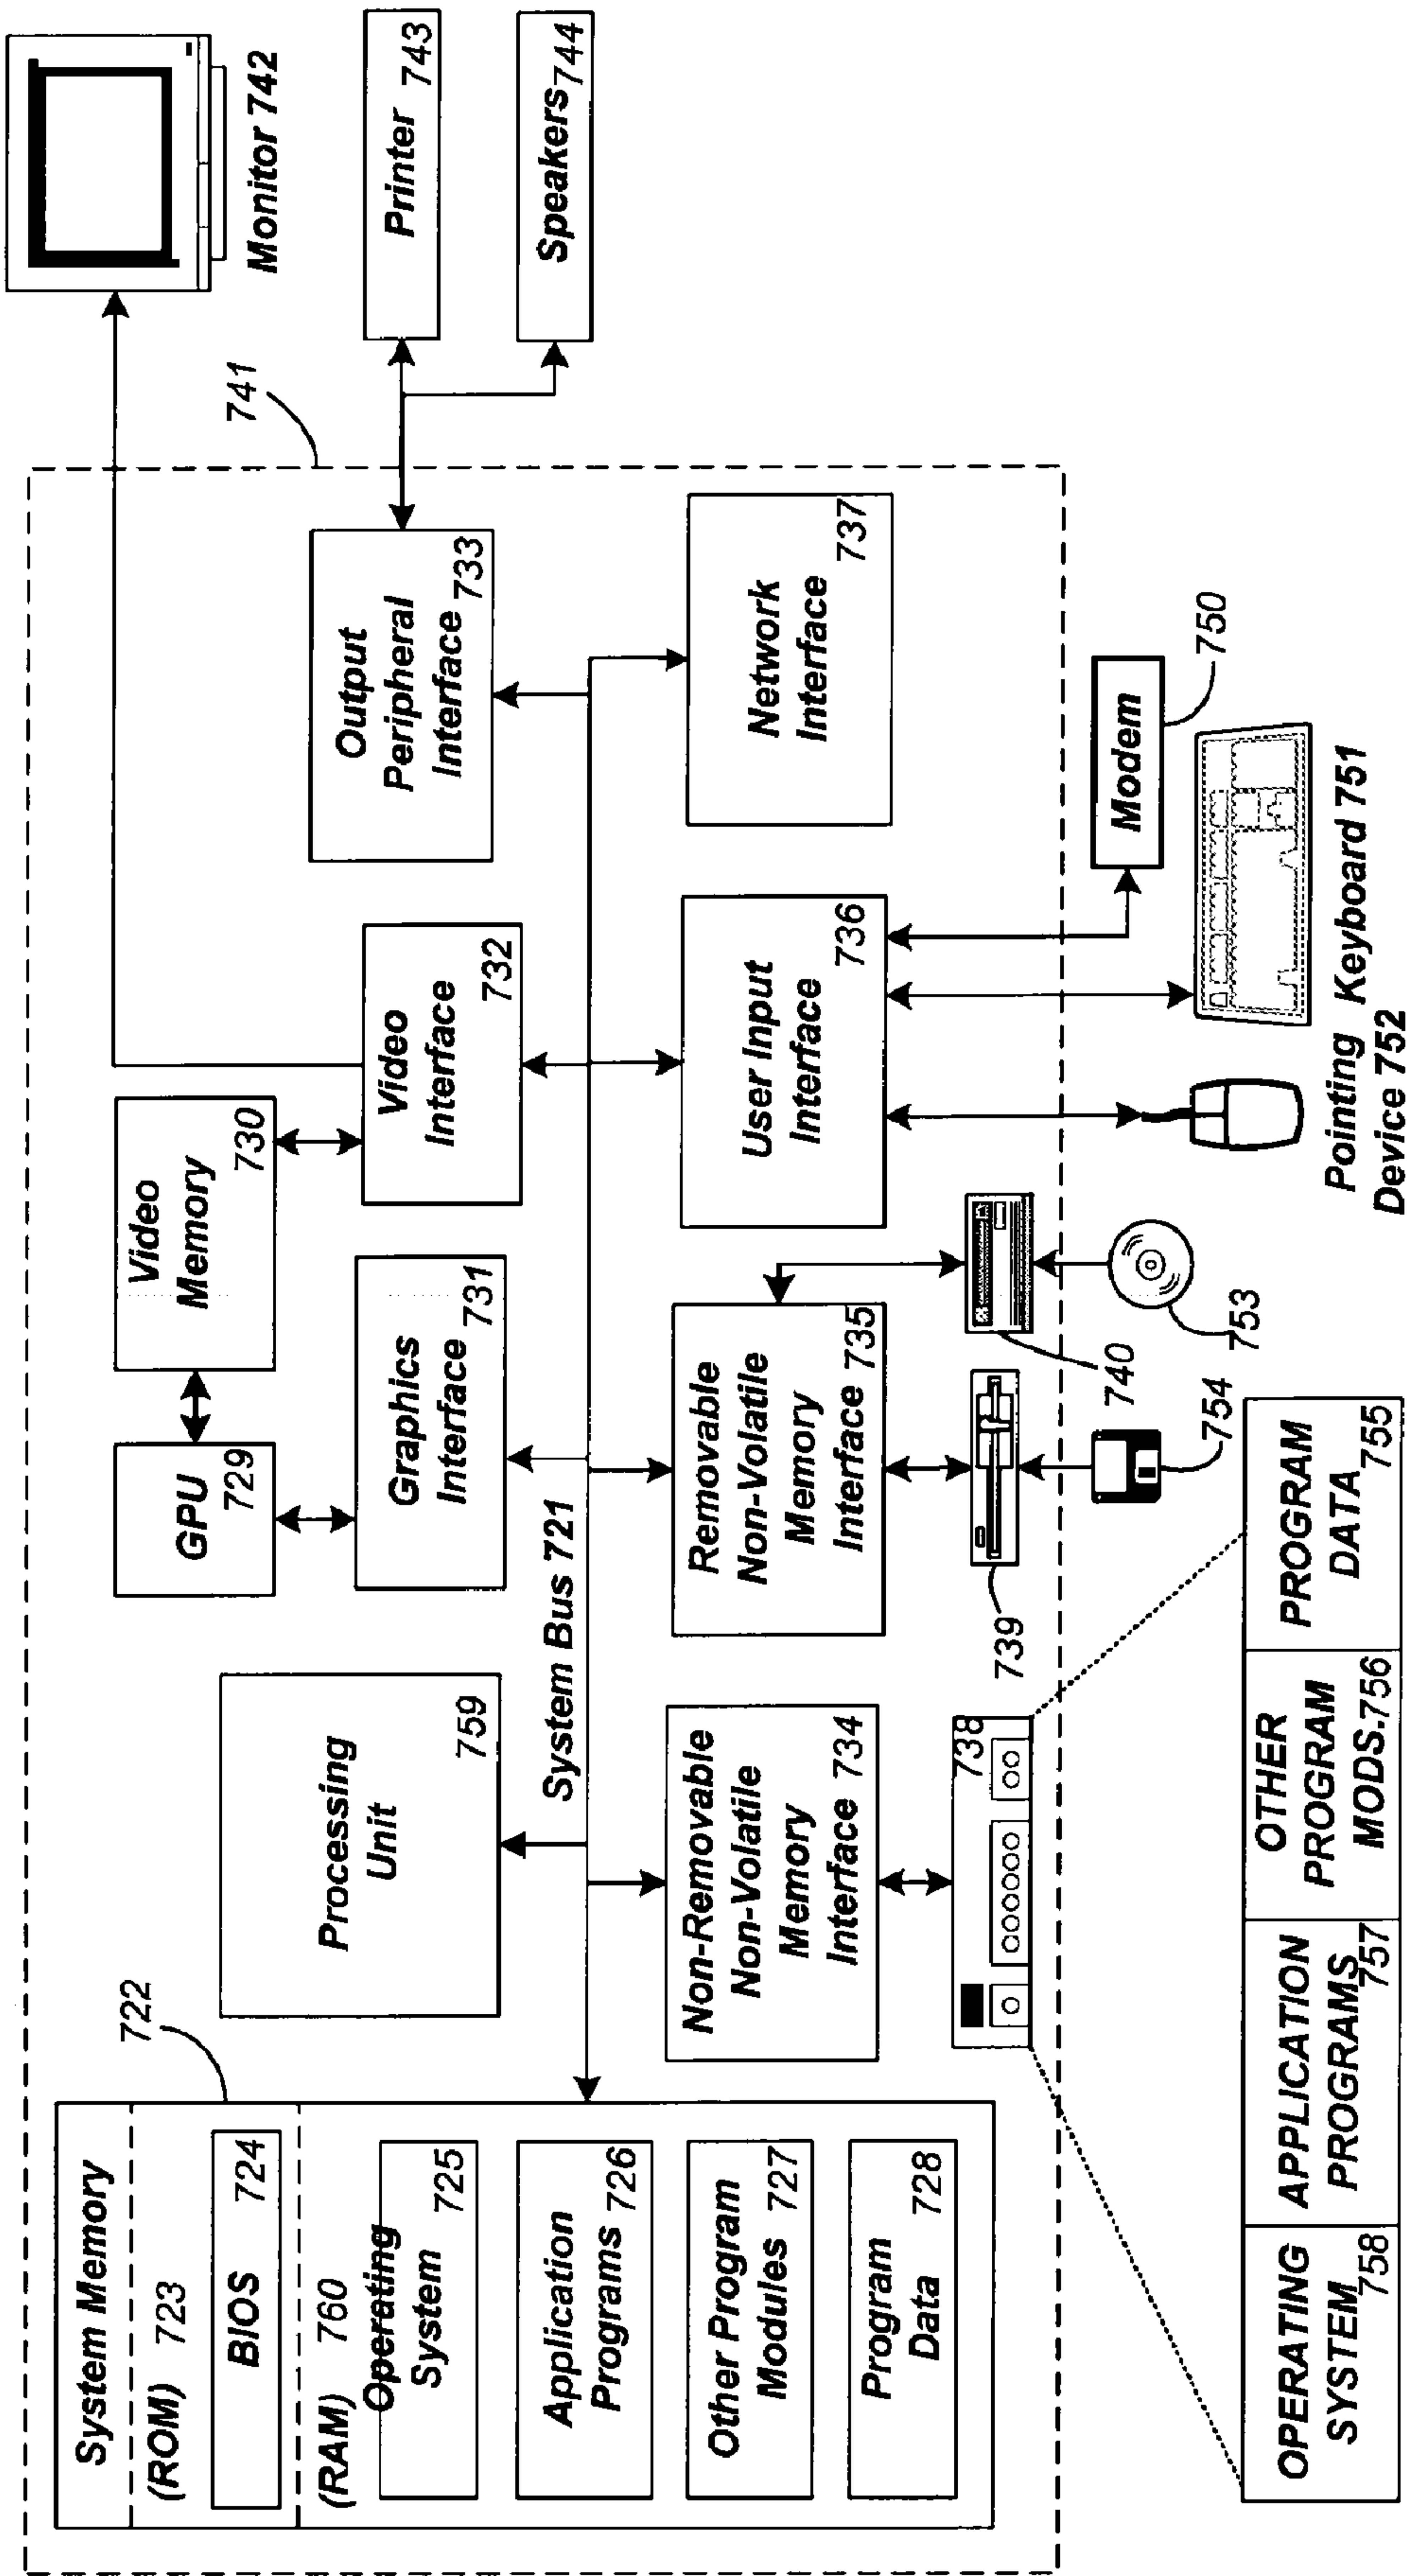 System Memory
(ROM) 723
BIOS 724
(RAM) 760
Operating
System 725
Application
Programs 726
Other Program
Modules 727
Program
Data 728
722
Processing
Unit
759
System Bus 721
GPU
729
Video
Memory
730
Graphics
Interface
731
Video
Interface
732
Output
Peripheral
Interface 733
741
Monitor 742
Printer 743
Speakers 744
Non-Removable
Non-Volatile
Memory
Interface 734
Removable
Non-Volatile
Memory
Interface 735
User Input
Interface
736
Network
Interface
737
738
739
740
754
753
Modem
750
Keyboard 751
Pointing
Device 752
OPERATING
SYSTEM
758
APPLICATION
PROGRAMS
757
OTHER
PROGRAM
MODS.756
PROGRAM
DATA
755